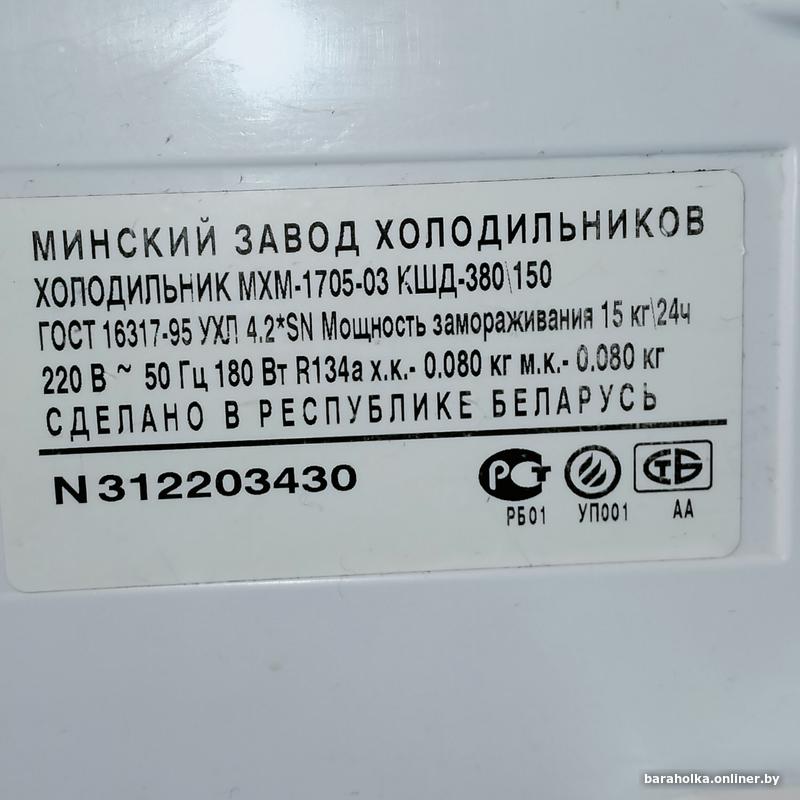 МИНСКИЙ ЗАВОД ХОЛОДИЛЬНИКОВ
ХОЛОДИЛЬНИК МХМ-1705-03 КШД-380\150
ГОСТ 16317-95 УХЛ 4.2*SN Мощность замораживания 15 кг\24ч
220 В ~ 50 Гц 180 Вт R134a х.к.- 0.080 кг м.к.- 0.080 кг
СДЕЛАНО В РЕСПУБЛИКЕ БЕЛАРУСЬ
N 312203430
РСТ СТБ
РБ01 УП001 АА
baraholka.onliner.by